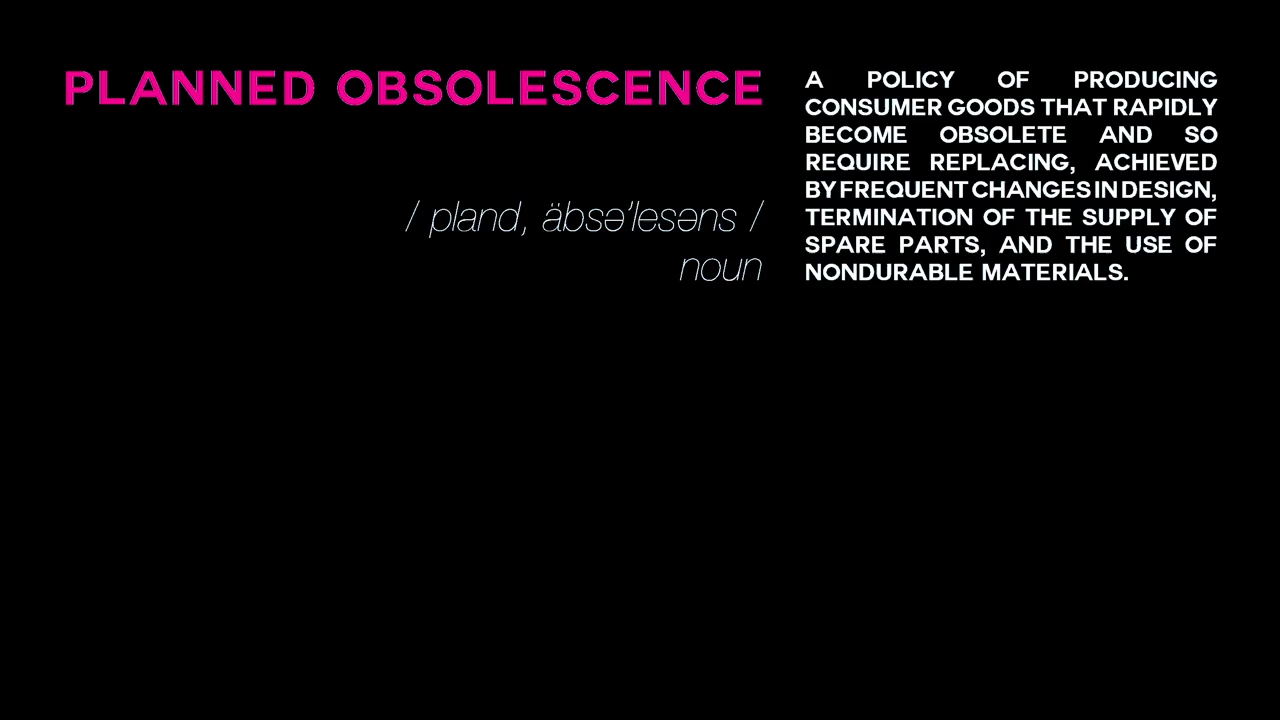 PLANNED OBSOLESCENCE
/ pland, äbsə'lesəns /
noun
A POLICY OF PRODUCING
CONSUMER GOODS THAT RAPIDLY
BECOME OBSOLETE AND SO
REQUIRE REPLACING, ACHIEVED
BY FREQUENT CHANGES IN DESIGN,
TERMINATION OF THE SUPPLY OF
SPARE PARTS, AND THE USE OF
NONDURABLE MATERIALS.